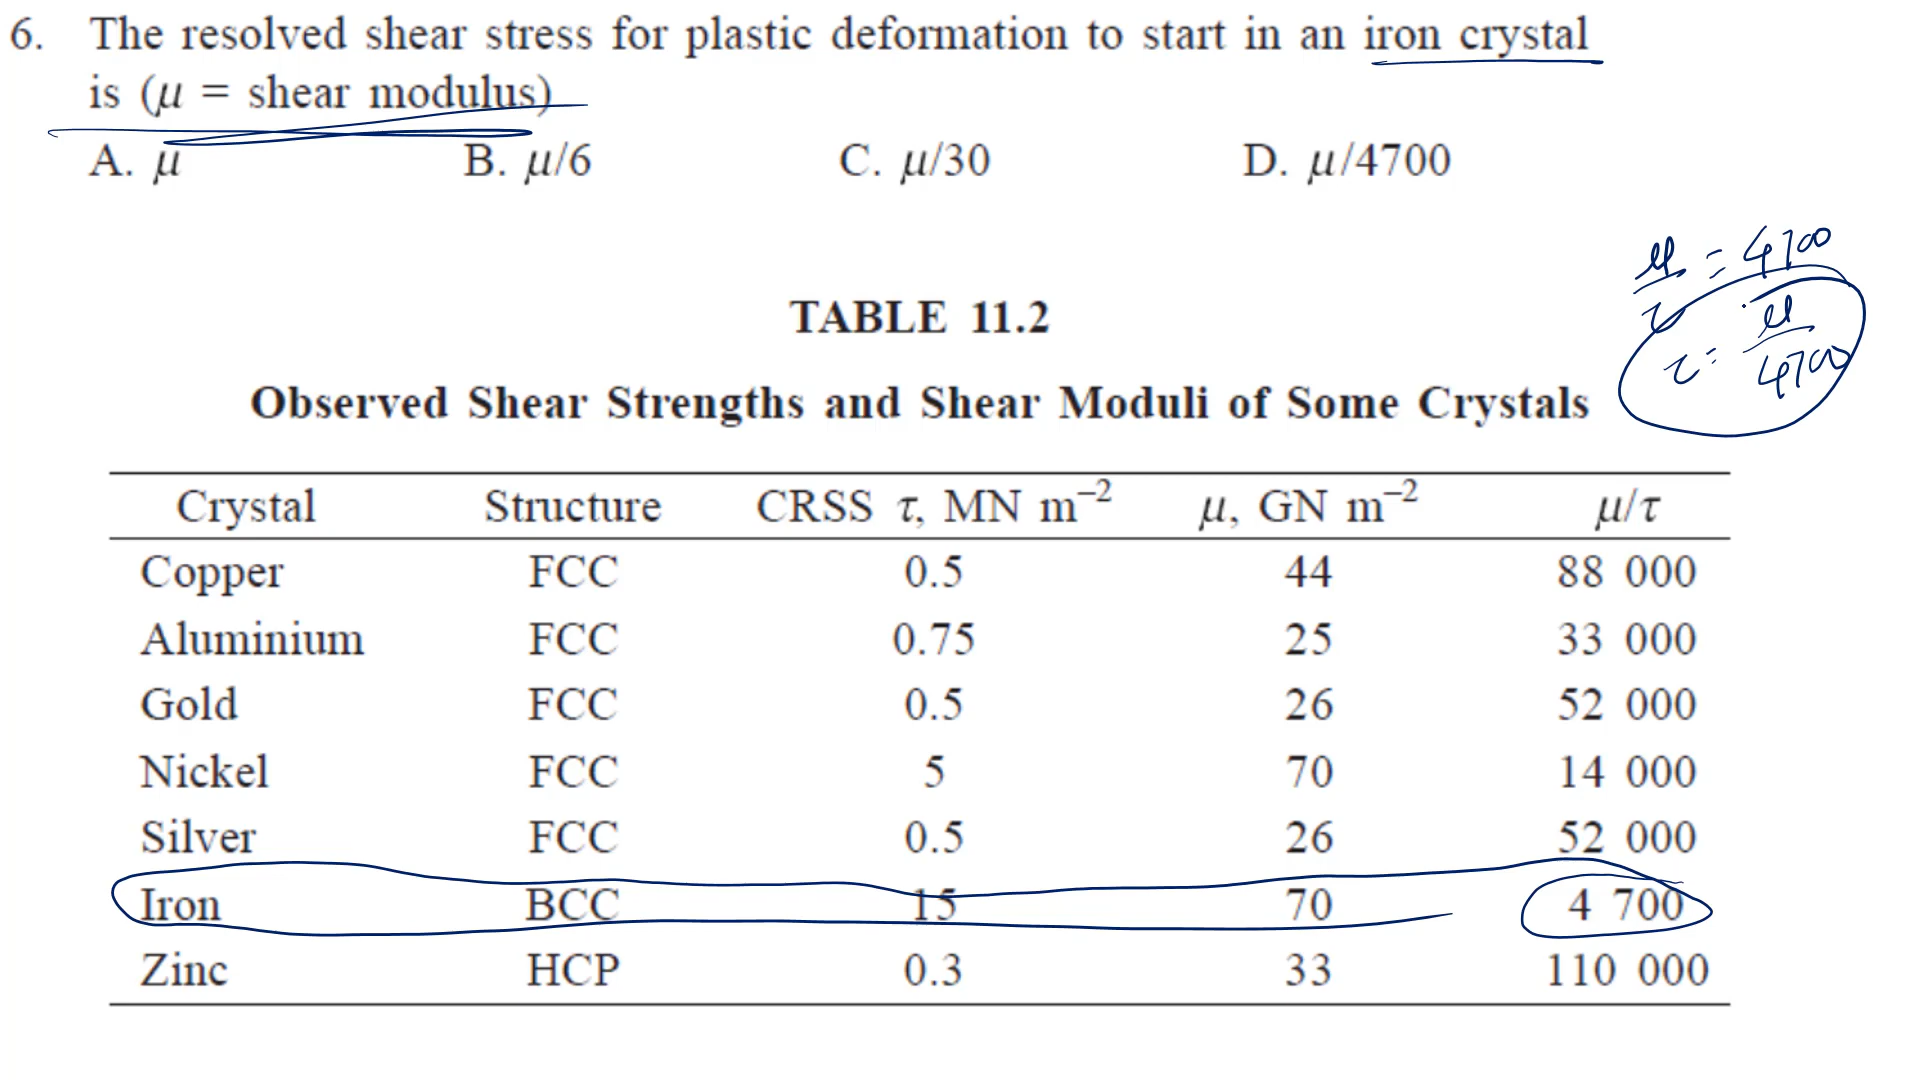 6. The resolved shear stress for plastic deformation to start in an iron crystal
is (μ = shear modulus)
A. μ B. μ/6 C. μ/30 D. μ/4700
μ/τ = 4700
τ = μ/4700
TABLE 11.2
Observed Shear Strengths and Shear Moduli of Some Crystals
Crystal Structure CRSS τ, MN m⁻² μ, GN m⁻² μ/τ
Copper FCC 0.5 44 88 000
Aluminium FCC 0.75 25 33 000
Gold FCC 0.5 26 52 000
Nickel FCC 5 70 14 000
Silver FCC 0.5 26 52 000
Iron BCC 15 70 4 700
Zinc HCP 0.3 33 110 000